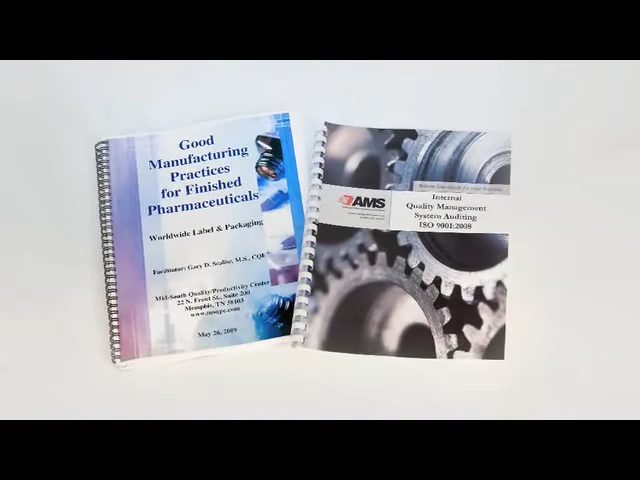 Good
Manufacturing
Practices
for Finished
Pharmaceuticals
Worldwide Label & Packaging
Facilitator: Gary D. Scalise, M.S., CQE
Mid-South Quality/Productivity Center
22 N. Front St., Suite 200
Memphis, TN 38103
www.msqpc.com
May 26, 2009
AMS
Internal
Quality Management
System Auditing
ISO 9001:2008